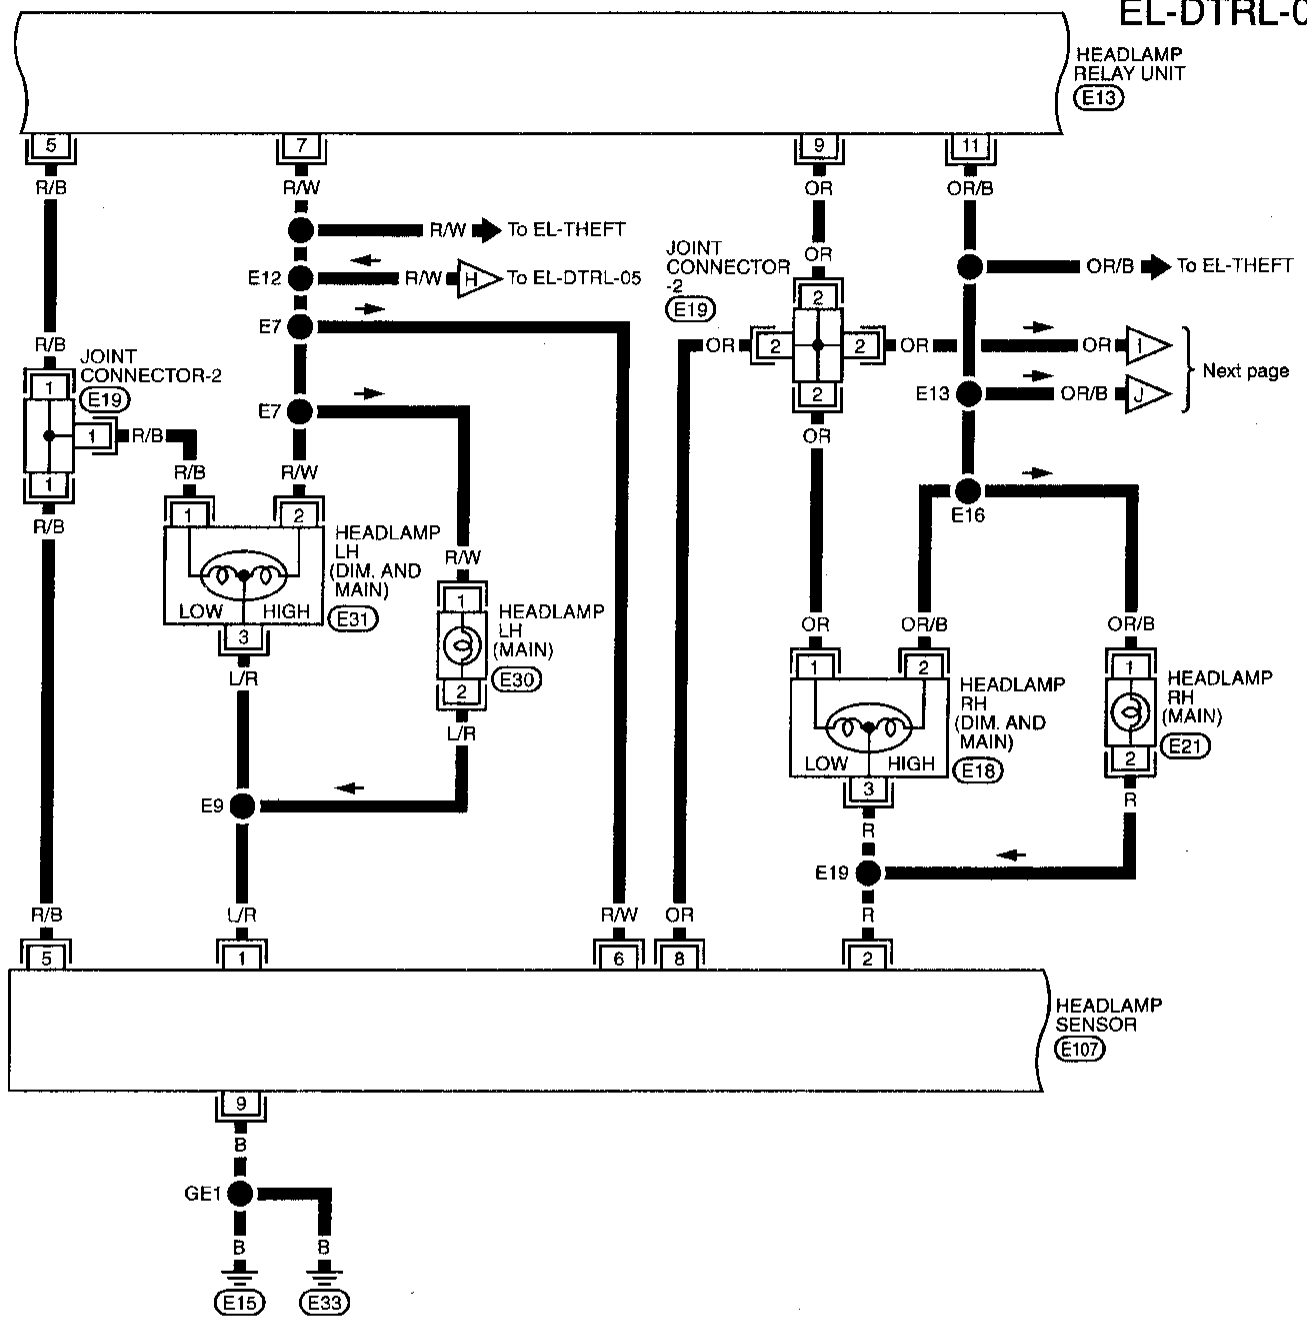 EL-DTRL-0
HEADLAMP
RELAY UNIT
E13
5
7
9
11
R/B
R/W
OR
OR/B
R/W To EL-THEFT
OR
JOINT
CONNECTOR
-2
E19
OR/B To EL-THEFT
E12
R/W H To EL-DTRL-05
2
E7
R/B
OR 2
2 OR
OR I
JOINT
CONNECTOR-2
E19
1
Next page
E13
OR/B J
2
E7
1 R/B
OR
R/B
R/W
1
R/B
E16
1
2
HEADLAMP
LH
(DIM. AND
MAIN)
E31
R/W
LOW HIGH
3
1
HEADLAMP
LH
(MAIN)
E30
OR
OR/B
OR/B
L/R
2
L/R
1
2
HEADLAMP
RH
(DIM. AND
MAIN)
E18
1
HEADLAMP
RH
(MAIN)
E21
LOW HIGH
2
3
R
R
E9
E19
R/B
L/R
R/W
OR
R
5
1
6
8
2
HEADLAMP
SENSOR
E107
9
B
GE1
B
B
E15
E33